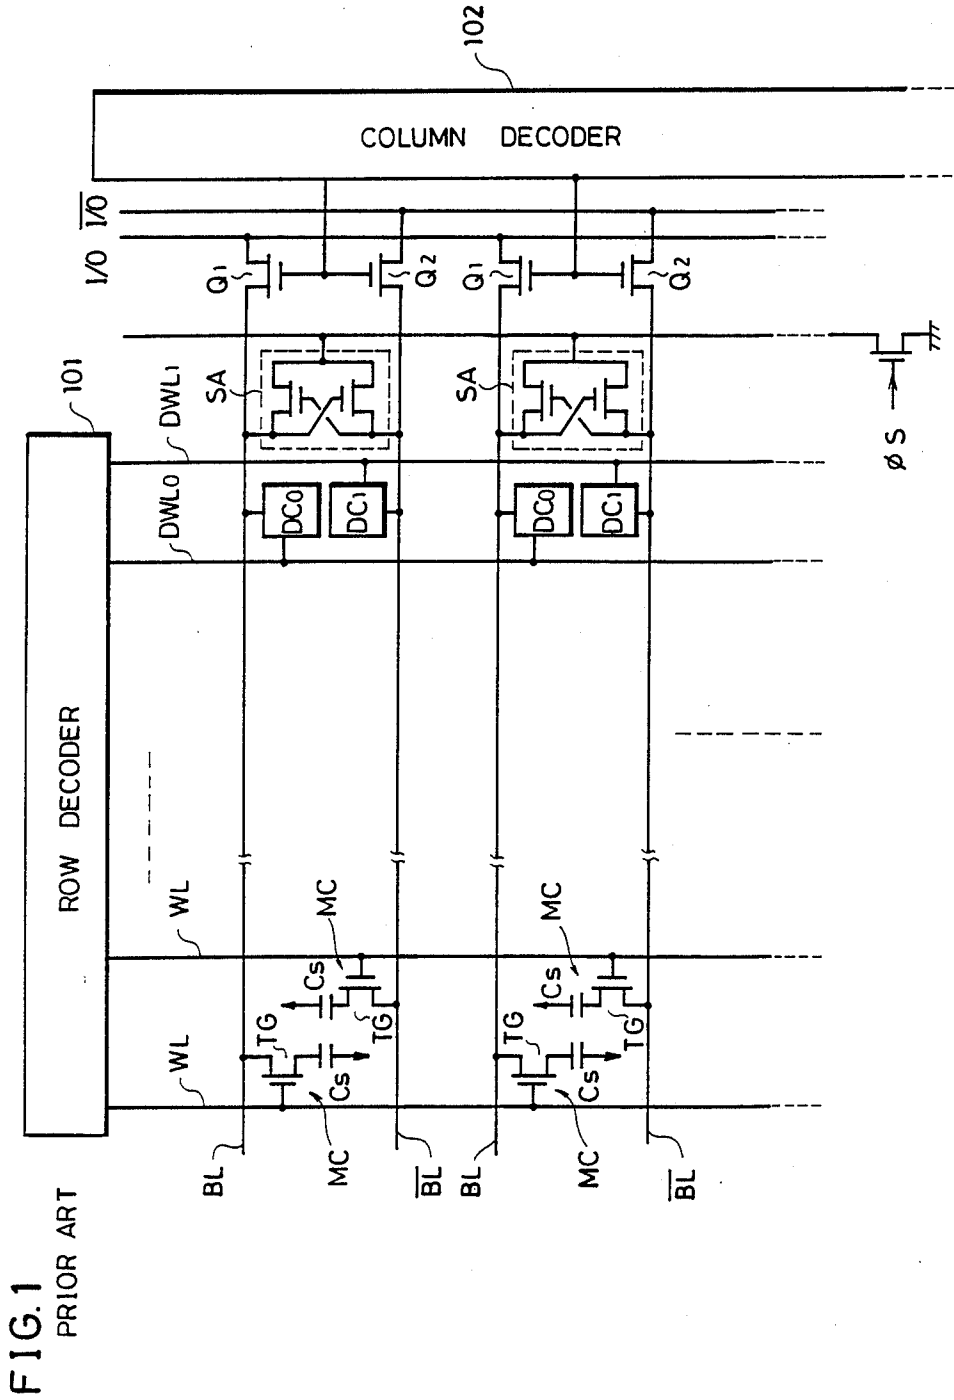 FIG.1
PRIOR ART
ROW DECODER
101
WL
WL
DWL0
DWL1
I/O
I/O
102
COLUMN DECODER
BL
TG
Cs
MC
Cs
MC
TG
DC0
DC1
SA
Q1
Q2
BL
BL
TG
Cs
MC
Cs
MC
TG
DC0
DC1
SA
Q1
Q2
BL
øS